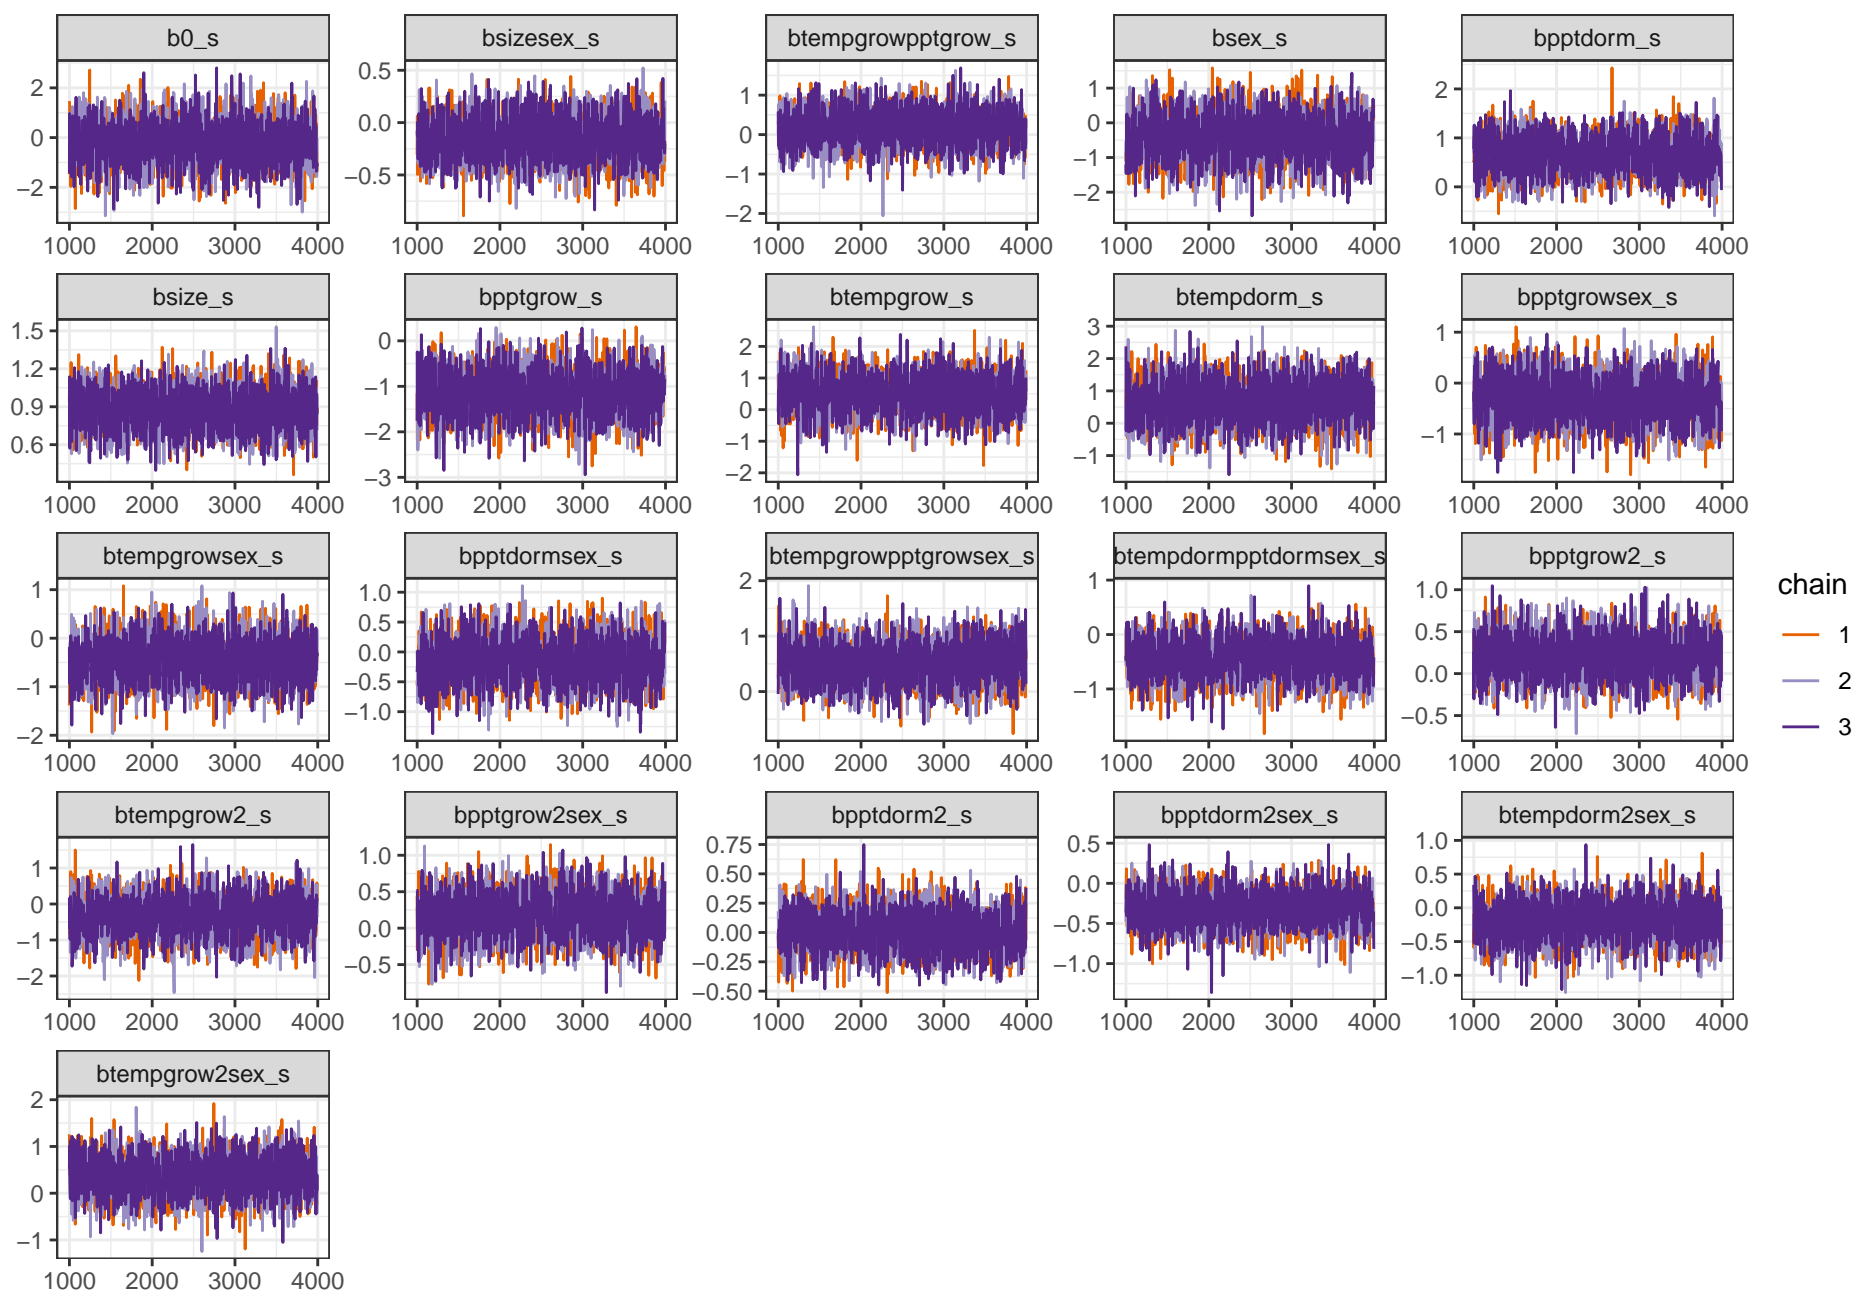 b0_s bsizesex_s btempgrowpptgrow_s bsex_s bpptdorm_s
2 0 −2
0.5 0.0 −0.5
1 0 −1 −2
1 0 −1 −2
2 1 0
1000 2000 3000 4000 1000 2000 3000 4000 1000 2000 3000 4000 1000 2000 3000 4000 1000 2000 3000 4000
bsize_s bpptgrow_s btempgrow_s btempdorm_s bpptgrowsex_s
1.5 1.2 0.9 0.6
0 −1 −2 −3
2 1 0 −1 −2
3 2 1 0 −1
1 0 −1
1000 2000 3000 4000 1000 2000 3000 4000 1000 2000 3000 4000 1000 2000 3000 4000 1000 2000 3000 4000
btempgrowsex_s bpptdormsex_s btempgrowpptgrowsex_s btempdormpptdormsex_s bpptgrow2_s
1 0 −1 −2
1.0 0.5 0.0 −0.5 −1.0
2 1 0
1 0 −1
1.0 0.5 0.0 −0.5
1000 2000 3000 4000 1000 2000 3000 4000 1000 2000 3000 4000 1000 2000 3000 4000 1000 2000 3000 4000
btempgrow2_s bpptgrow2sex_s bpptdorm2_s bpptdorm2sex_s btempdorm2sex_s
1 0 −1 −2
1.0 0.5 0.0 −0.5
0.75 0.50 0.25 0.00 −0.25 −0.50
0.5 0.0 −0.5 −1.0
1.0 0.5 0.0 −0.5 −1.0
1000 2000 3000 4000 1000 2000 3000 4000 1000 2000 3000 4000 1000 2000 3000 4000 1000 2000 3000 4000
btempgrow2sex_s
2 1 0 −1
1000 2000 3000 4000
chain
1
2
3